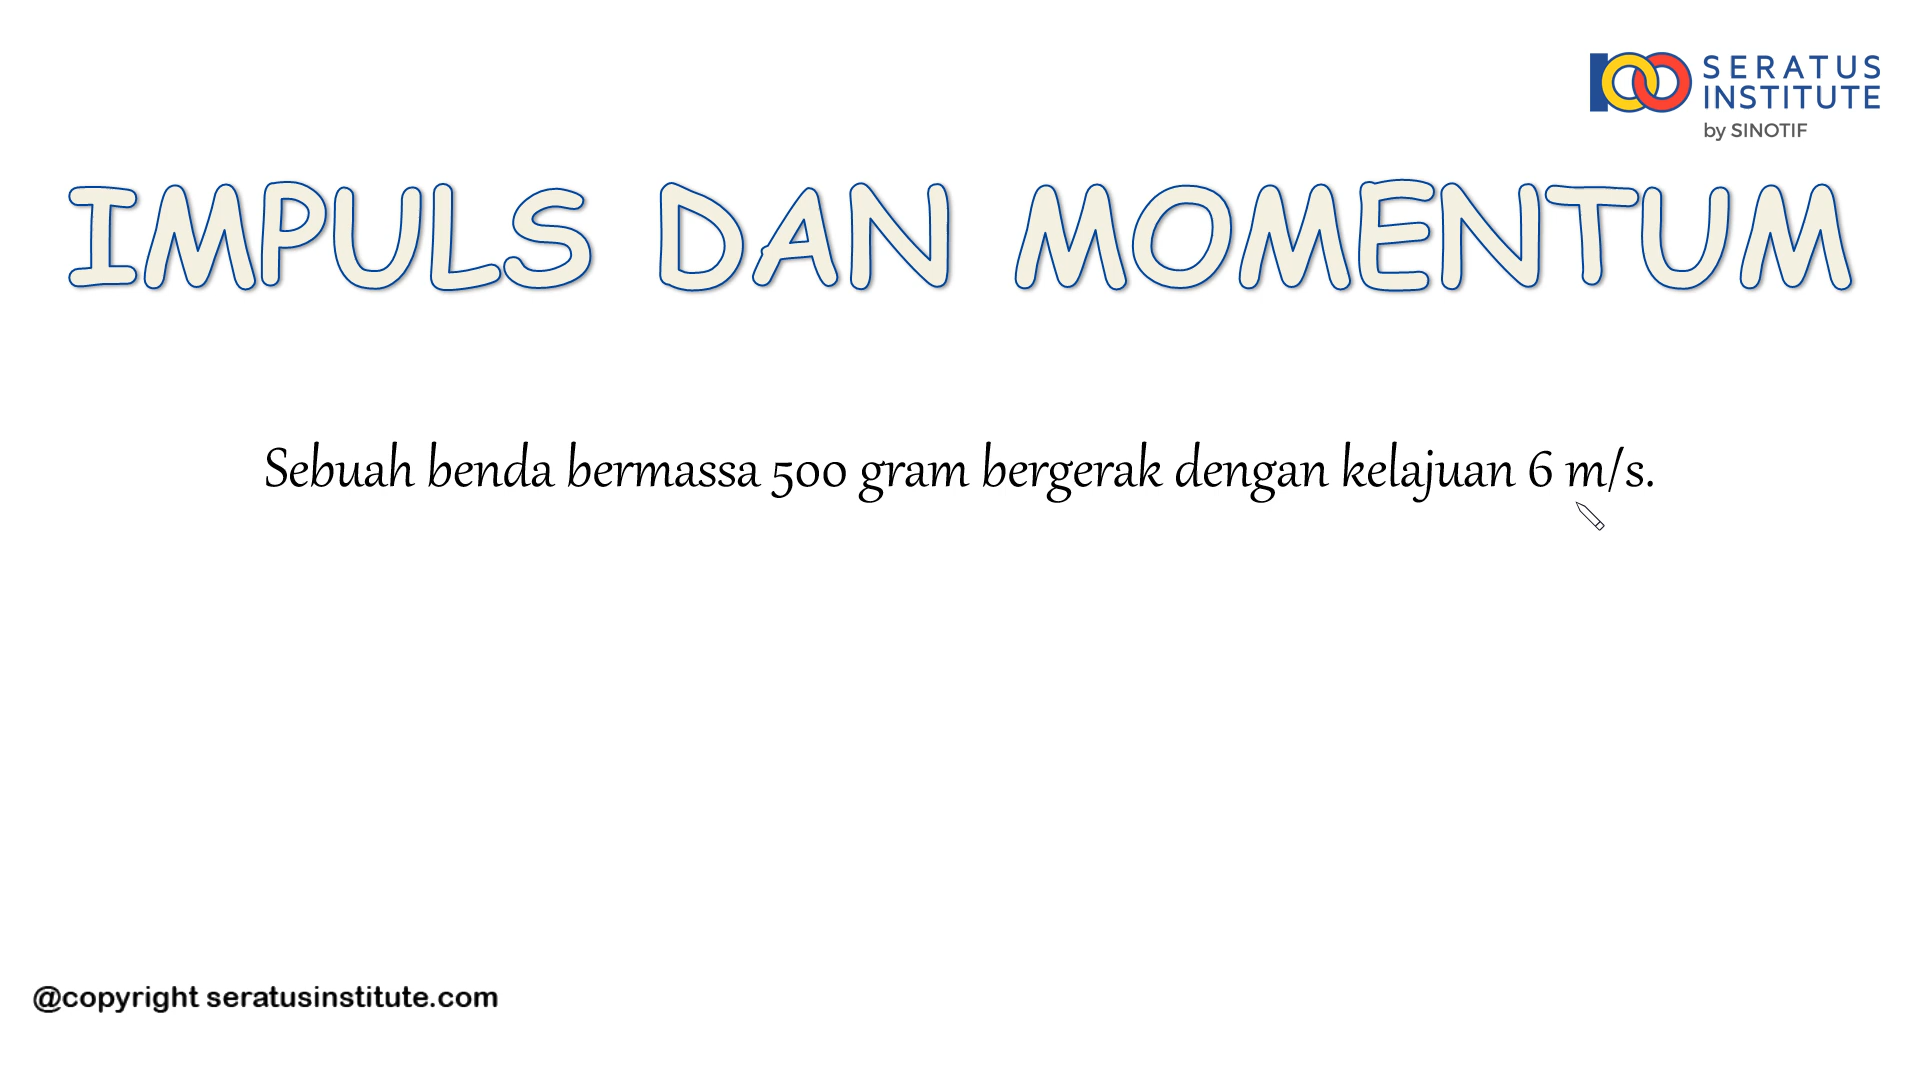 SERATUS
INSTITUTE
by SINOTIF
IMPULS DAN MOMENTUM
Sebuah benda bermassa 500 gram bergerak dengan kelajuan 6 m/s.
@copyright seratusinstitute.com